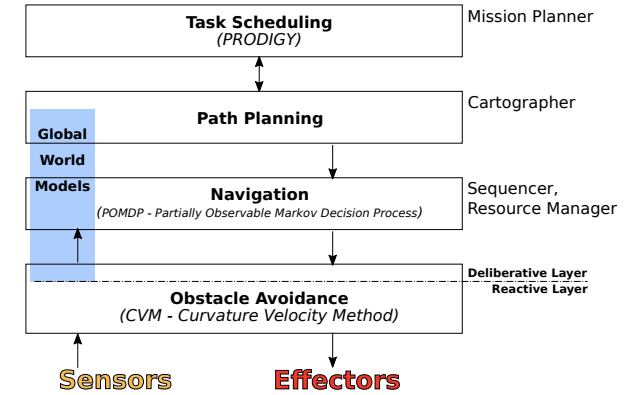 Task Scheduling
(PRODIGY)
Mission Planner
Path Planning
Cartographer
Global
World
Models
Navigation
(POMDP - Partially Observable Markov Decision Process)
Sequencer,
Resource Manager
Deliberative Layer
Reactive Layer
Obstacle Avoidance
(CVM - Curvature Velocity Method)
Sensors
Effectors